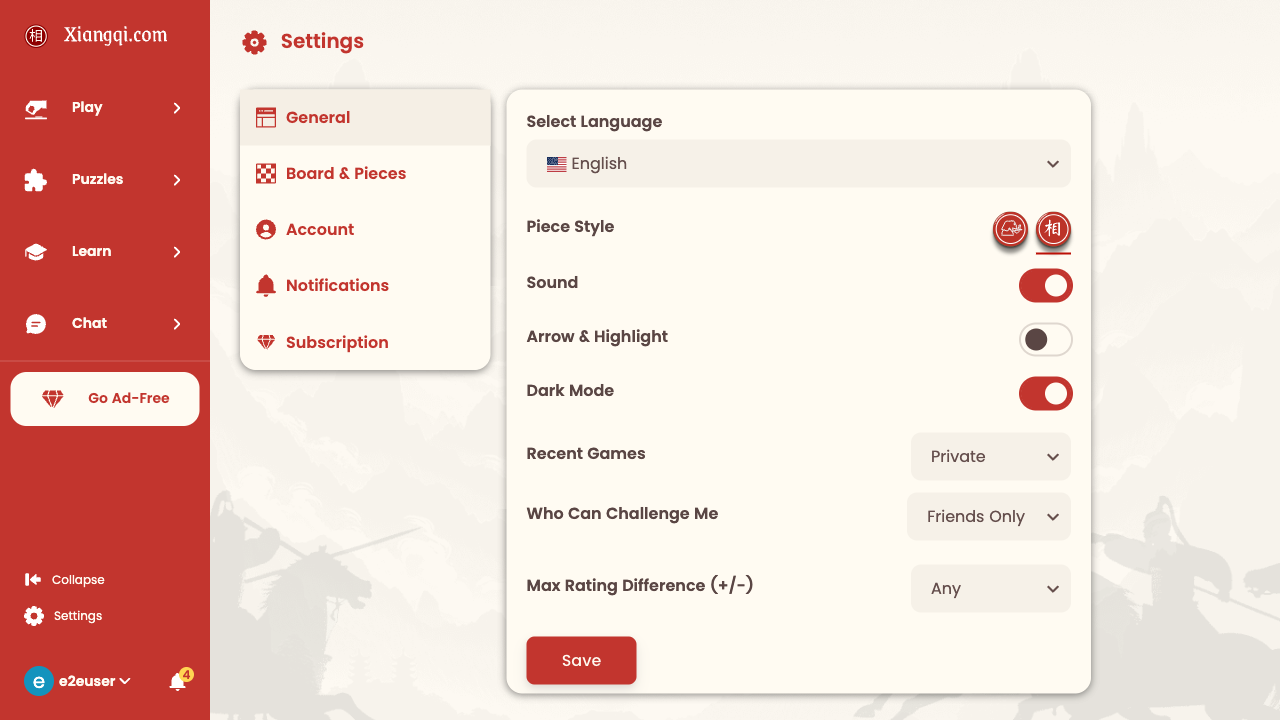 相 Xiangqi.com
Play
Puzzles
Learn
Chat
Go Ad-Free
Collapse
Settings
e e2euser
4
Settings
General
Board & Pieces
Account
Notifications
Subscription
Select Language
English
Piece Style
相
Sound
Arrow & Highlight
Dark Mode
Recent Games
Private
Who Can Challenge Me
Friends Only
Max Rating Difference (+/-)
Any
Save